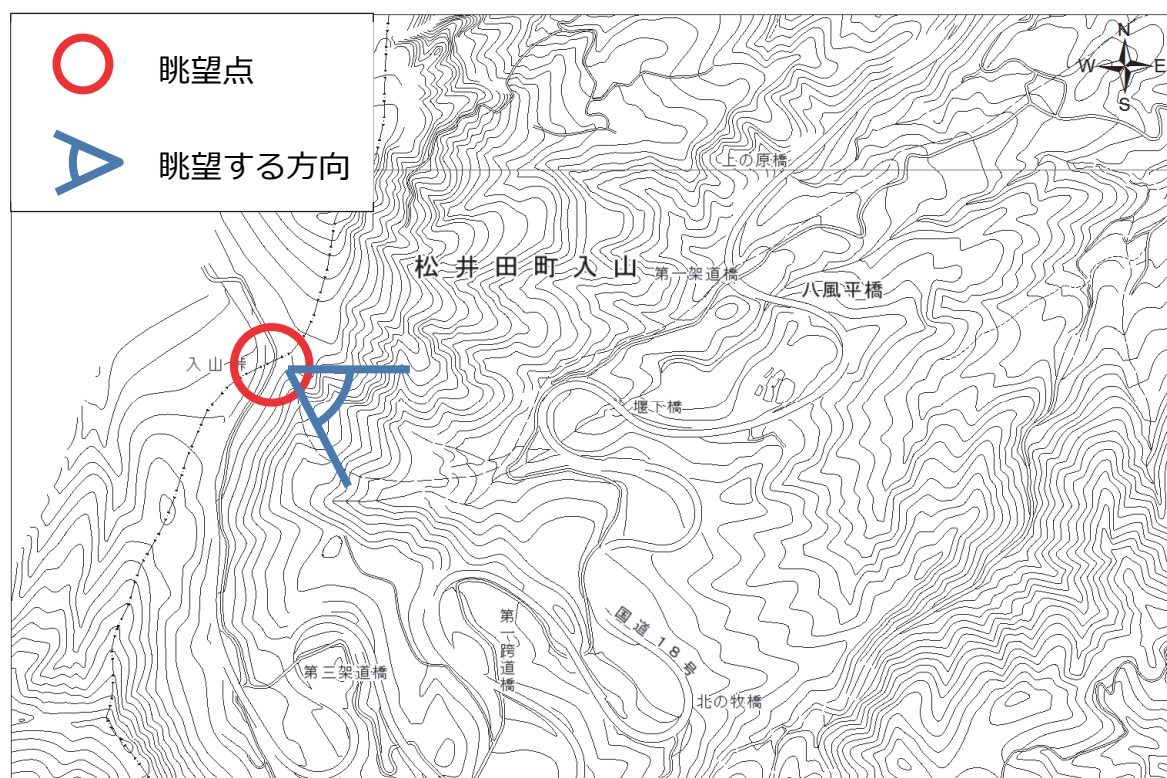 眺望点
眺望する方向
N
W
E
S
上の原橋
松井田町入山
第一架道橋
八風平橋
入山峠
堰下橋
第一跨道橋
国道18号
第三架道橋
北の牧橋